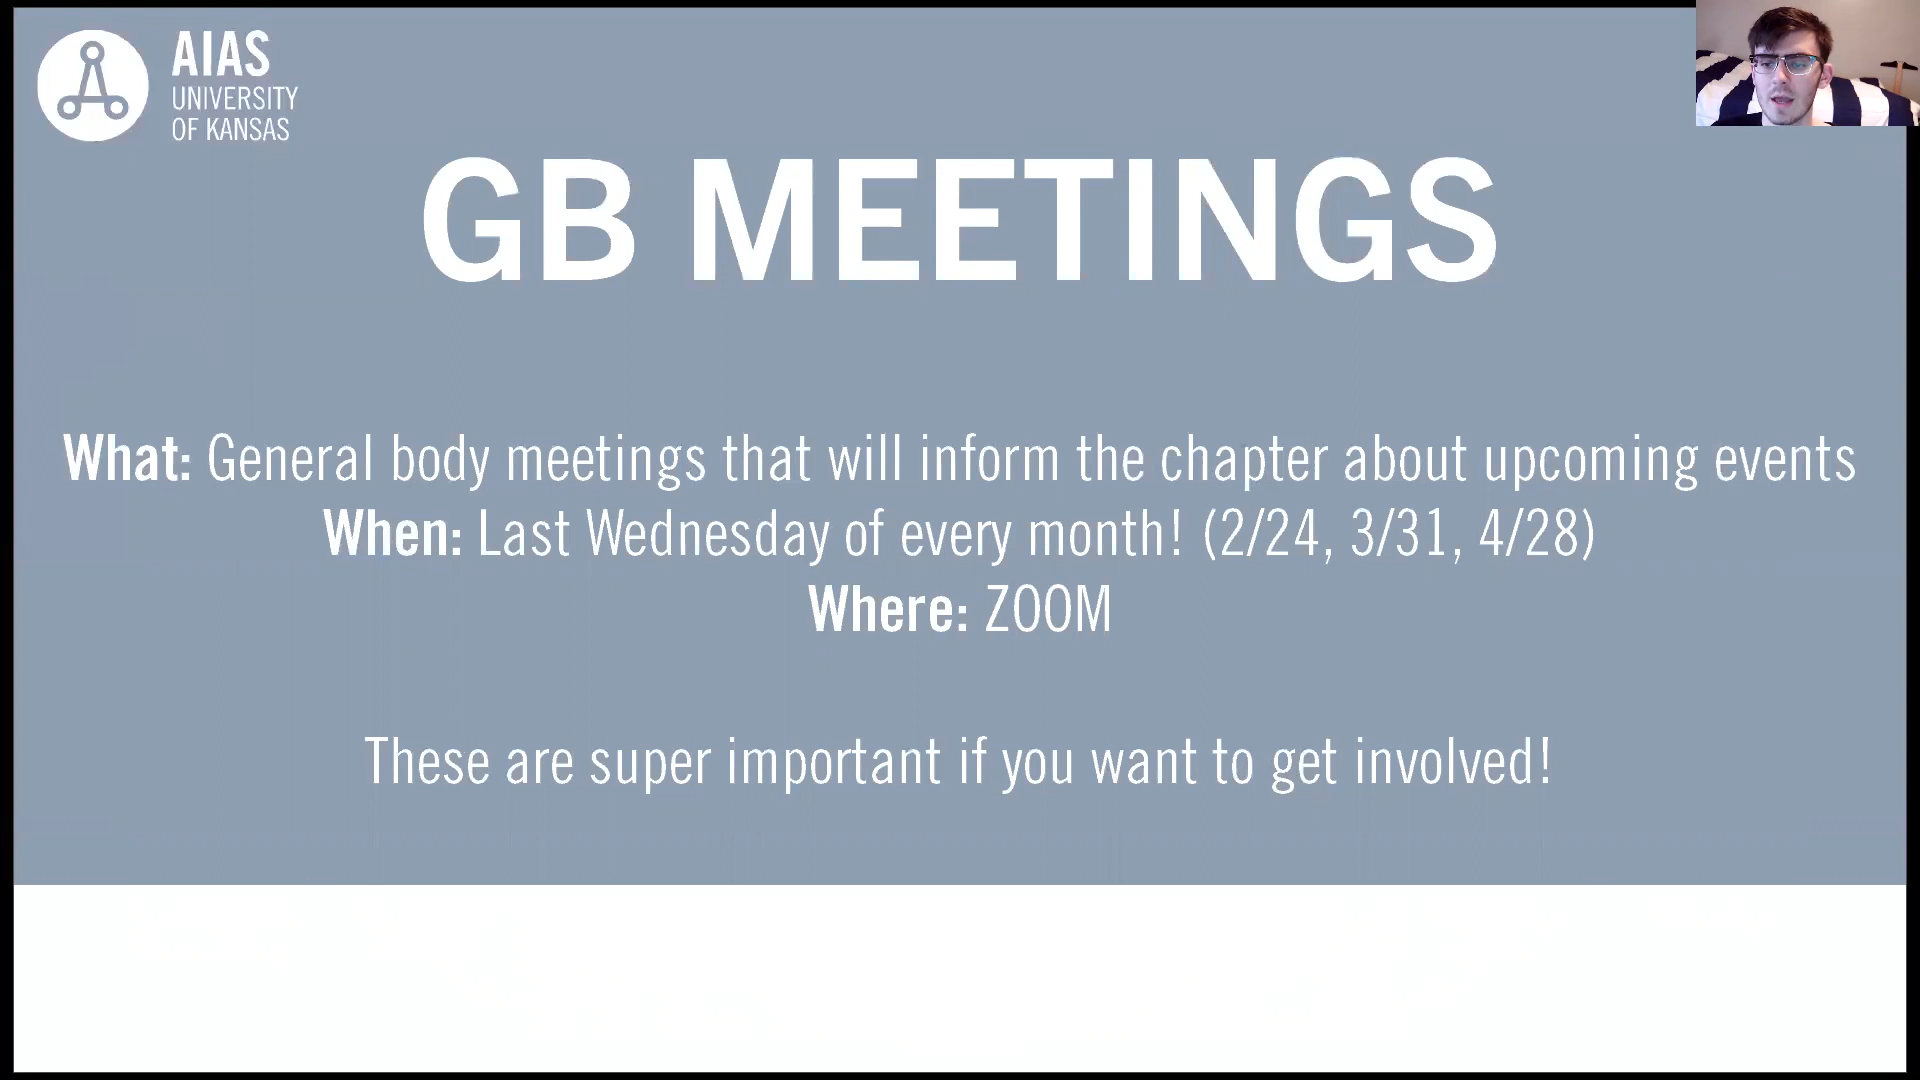 AIAS
UNIVERSITY
OF KANSAS
GB MEETINGS
What: General body meetings that will inform the chapter about upcoming events
When: Last Wednesday of every month! (2/24, 3/31, 4/28)
Where: ZOOM
These are super important if you want to get involved!